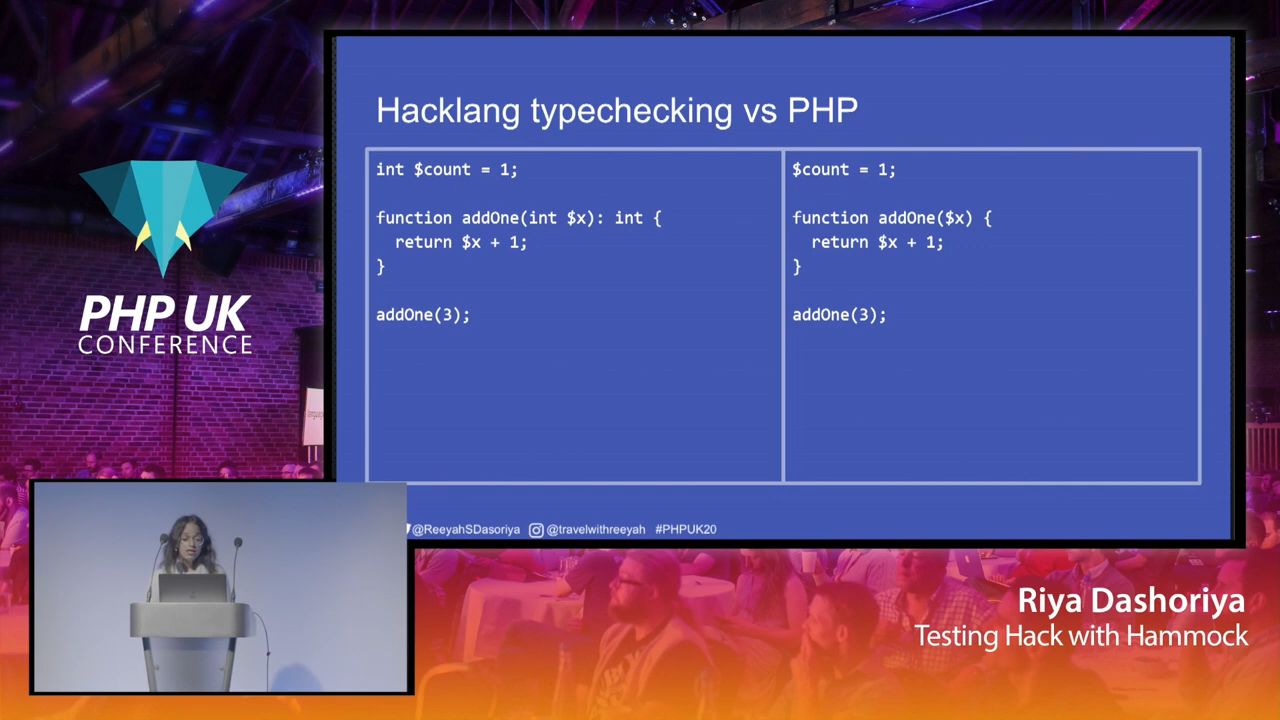 Hacklang typechecking vs PHP
int $count = 1;
function addOne(int $x): int {
return $x + 1;
}
addOne(3);
$count = 1;
function addOne($x) {
return $x + 1;
}
addOne(3);
@ReeyahSDasoriya @travelwithreeyah #PHPUK20
PHP UK
CONFERENCE
Riya Dashoriya
Testing Hack with Hammock